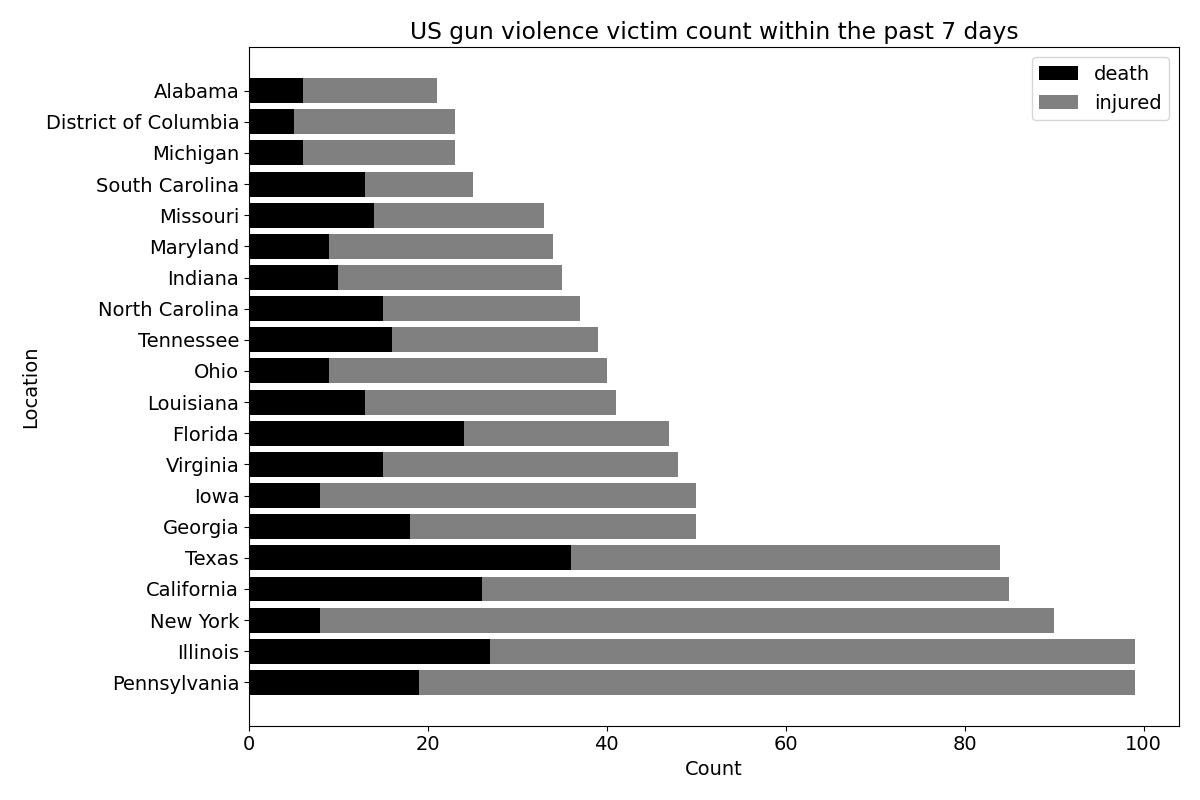 US gun violence victim count within the past 7 days
death
injured
Alabama
District of Columbia
Michigan
South Carolina
Missouri
Maryland
Indiana
North Carolina
Tennessee
Ohio
Louisiana
Florida
Virginia
Iowa
Georgia
Texas
California
New York
Illinois
Pennsylvania
Location
0 20 40 60 80 100
Count